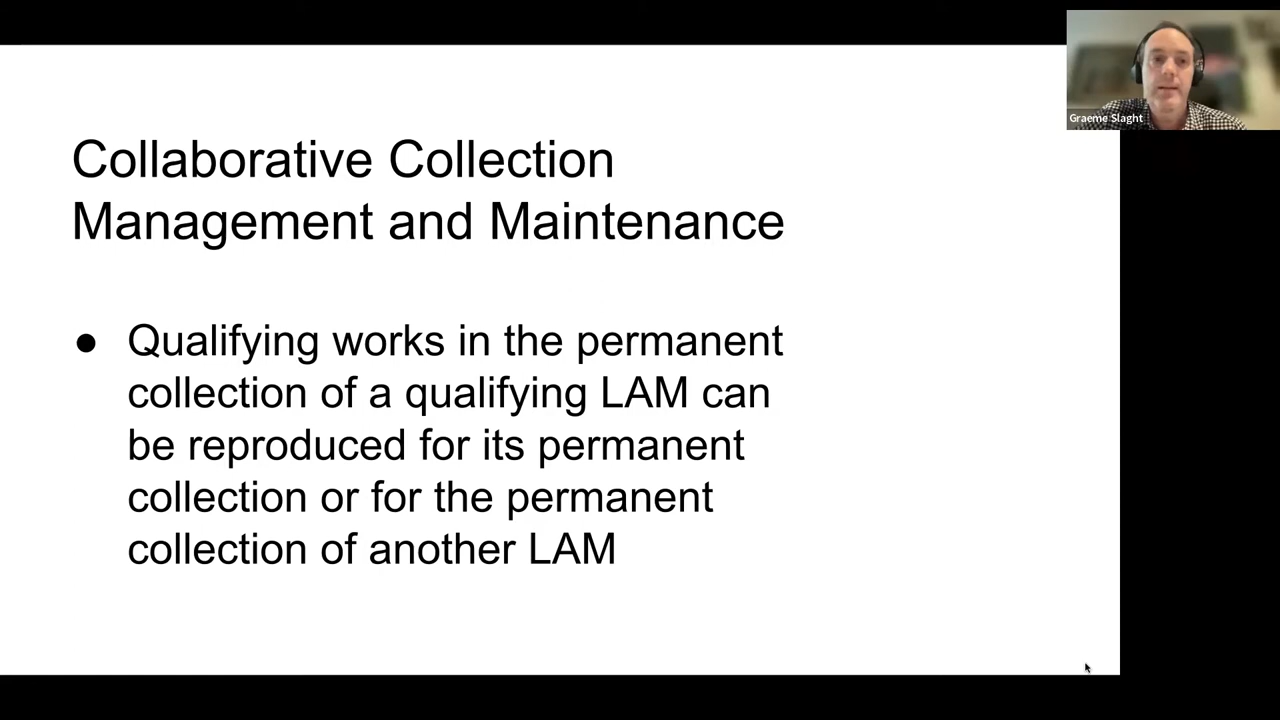 Graeme Slaght
Collaborative Collection
Management and Maintenance
● Qualifying works in the permanent
collection of a qualifying LAM can
be reproduced for its permanent
collection or for the permanent
collection of another LAM